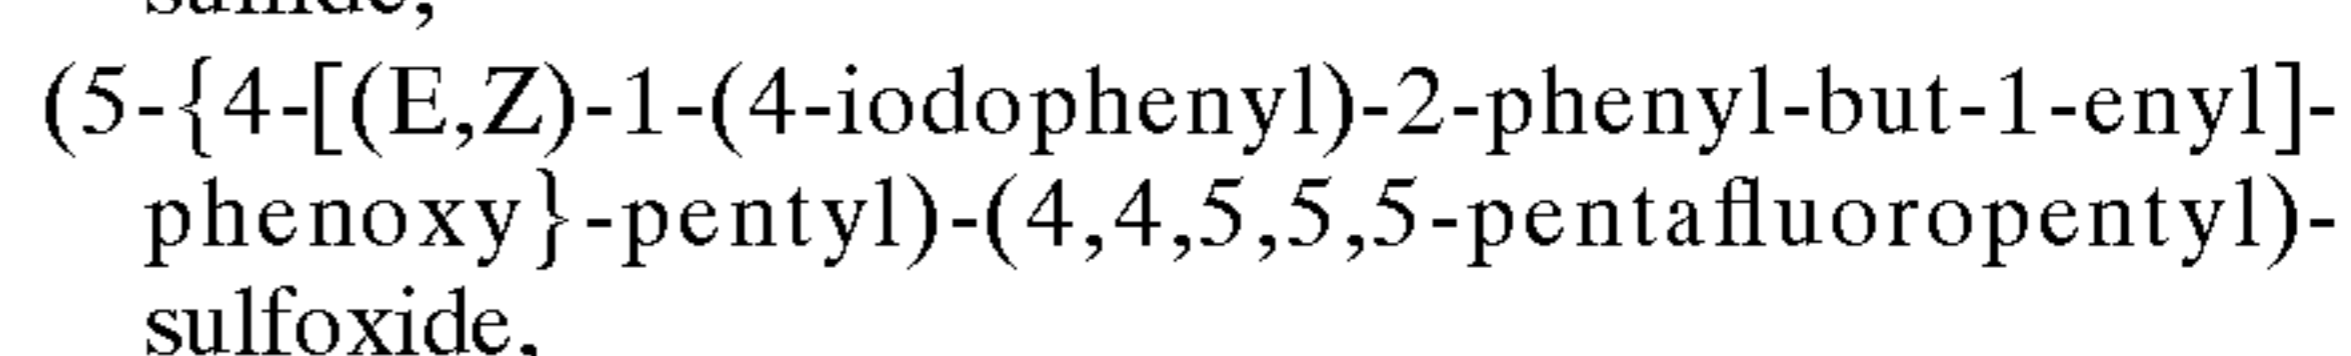 (5-{4-[(E,Z)-1-(4-iodophenyl)-2-phenyl-but-1-enyl]-
phenoxy}-pentyl)-(4,4,5,5,5-pentafluoropentyl)-
sulfoxide,